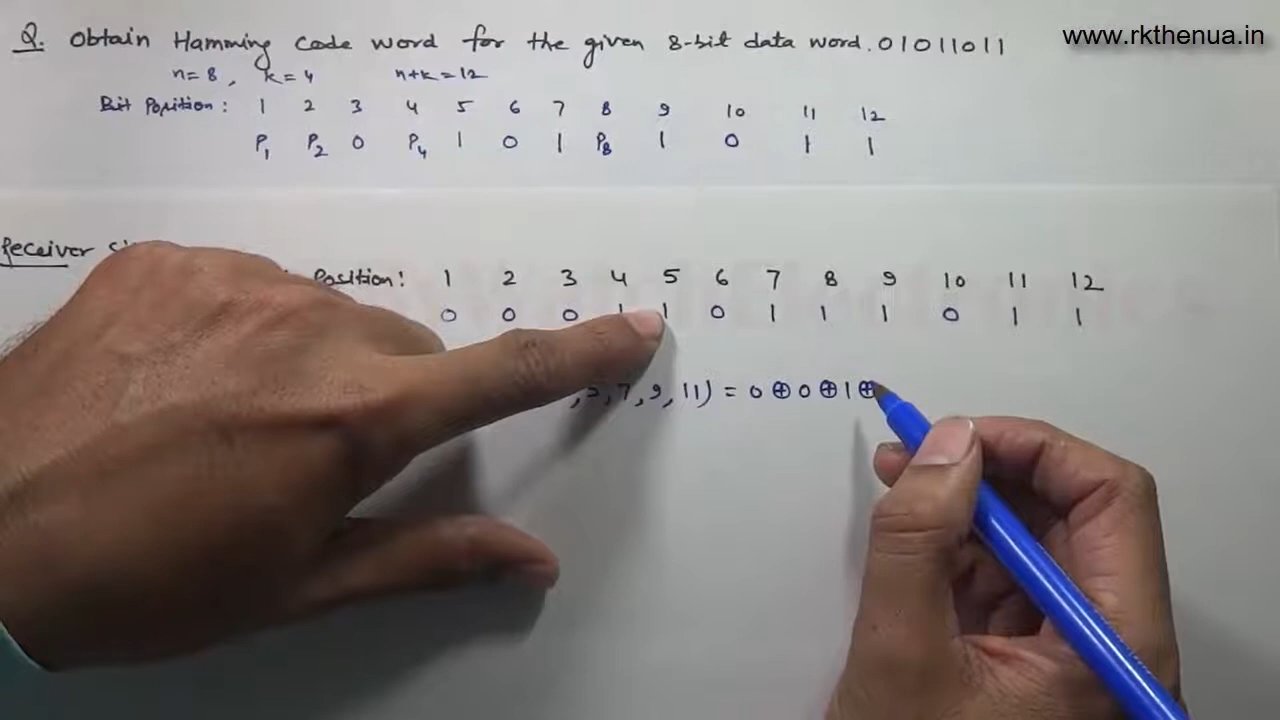 www.rkthenua.in
Q. Obtain Hamming Code word for the given 8-bit data word. 01011011
n=8, k=4 n+k=12
Bit Position: 1 2 3 4 5 6 7 8 9 10 11 12
P1 P2 0 P4 1 0 1 P8 1 0 1 1
Receiver
Position: 1 2 3 4 5 6 7 8 9 10 11 12
0 0 0 1 1 0 1 1 1 0 1 1
, 7, 9, 11) = 0 ⊕ 0 ⊕ 1 ⊕